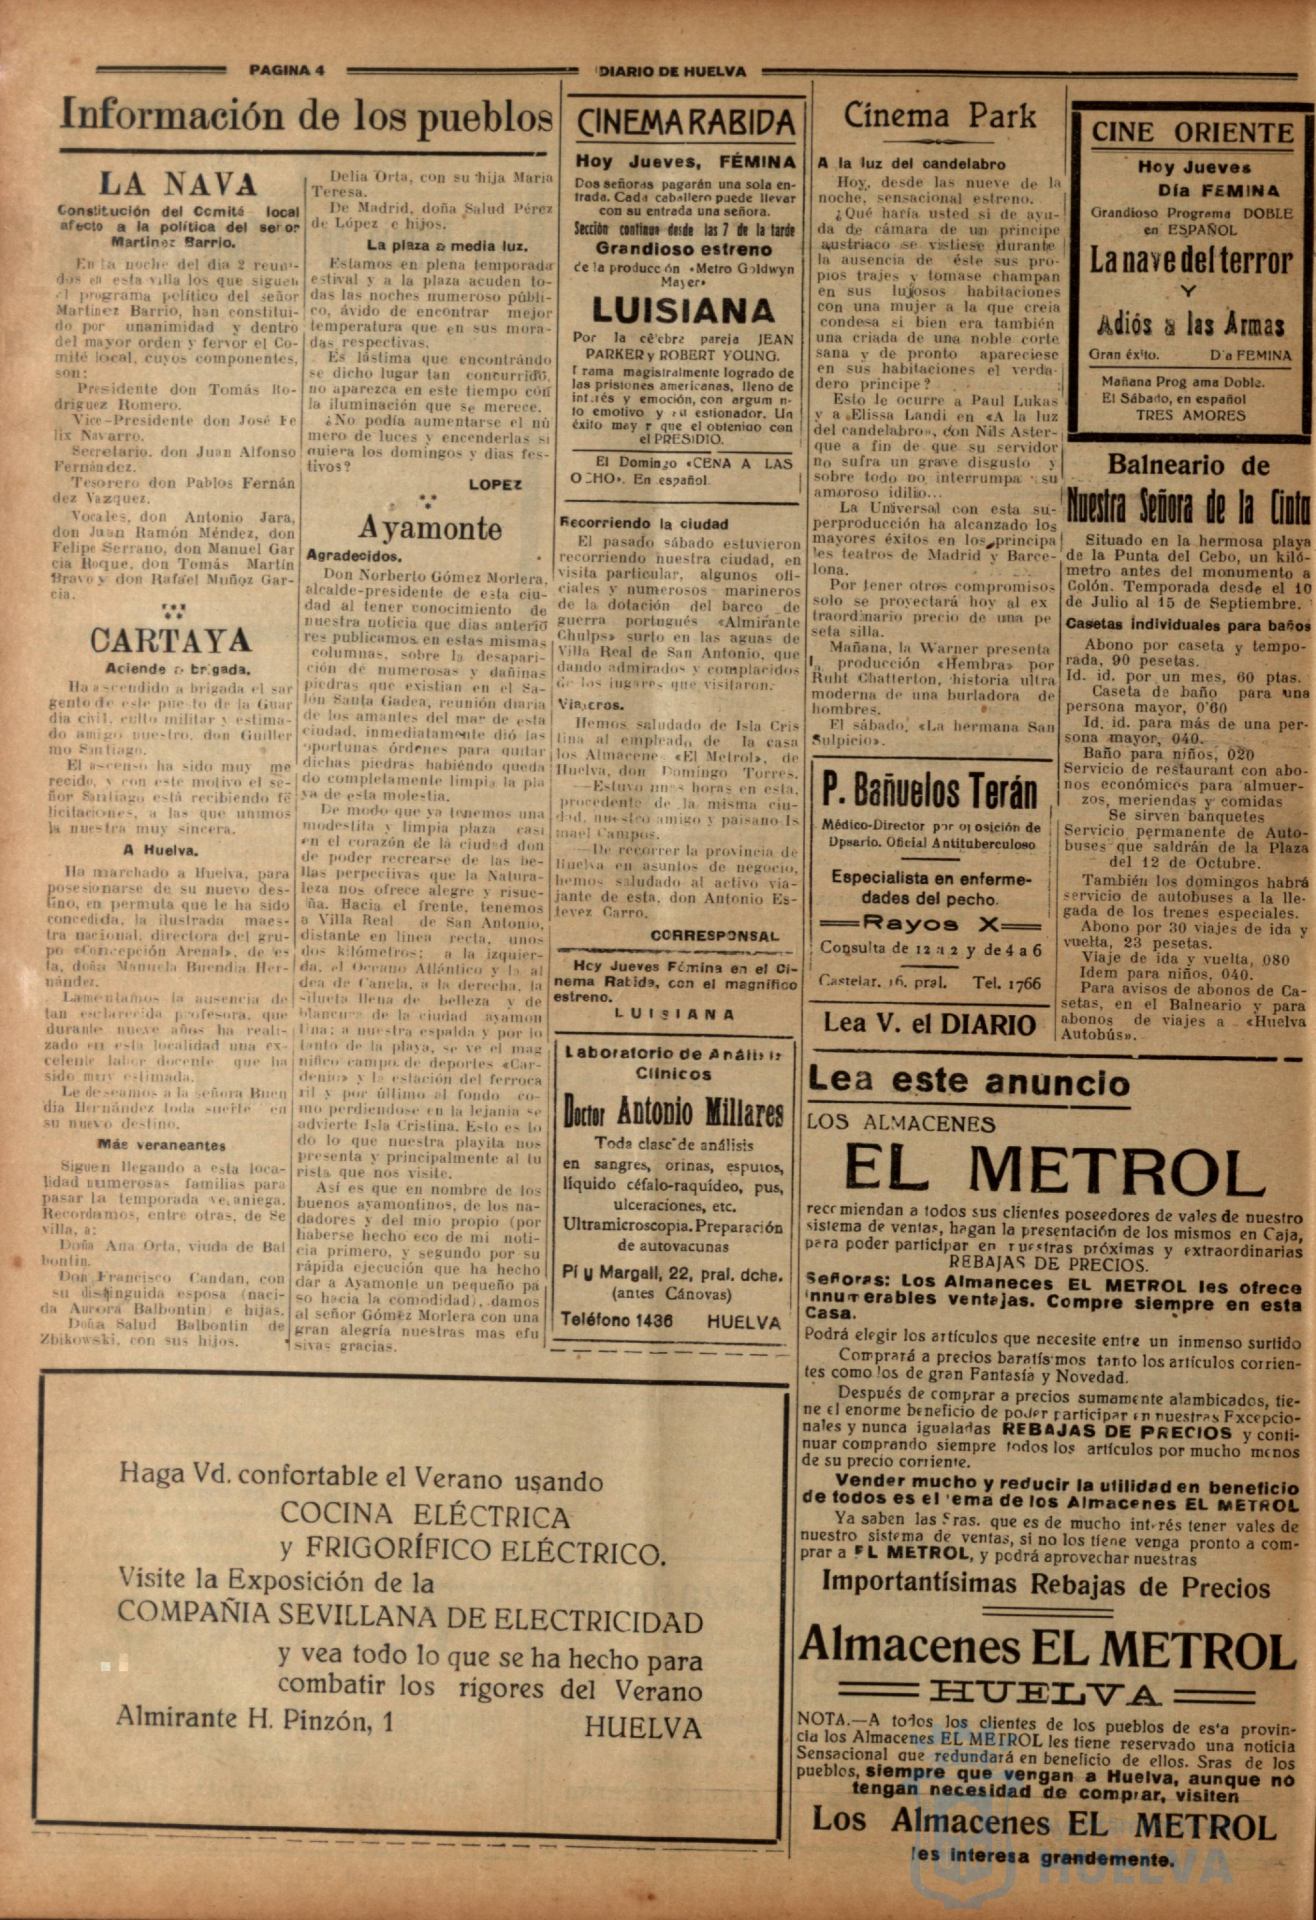 PAGINA 4
DIARIO DE HUELVA
Información de los pueblos
LA NAVA
Constitución del Comité local
afecto a la política del señor
Martinez Barrio.
En la noche del dia 2 reuni-
dos en esta villa los que siguen
el programa político del señor
Martinez Barrio, han constitui-
do por unanimidad y dentro
del mayor orden y fervor el Co-
mité local, cuyos componentes,
son:
Presidente don Tomás Ro-
driguez Romero.
Vice-Presidente don José Fe
lix Navarro.
Secretario, don Juan Alfonso
Fernández.
Tesorero don Pablos Fernán
dez Vazquez.
Vocales, don Antonio Jara,
don Juan Ramón Méndez, don
Felipe Serrano, don Manuel Gar
cia Roque, don Tomás Martín
Bravo y don Rafael Muñoz Gar-
cia.
CARTAYA
Aciende a brigada.
Ha ascendido a brigada el sar
gento de este puesto de la Guar
dia civil, culto militar y estima-
do amigo nuestro, don Guiller
mo Santiago.
El ascenso ha sido muy me
recido, y con este motivo el se-
ñor Santiago está recibiendo fe
licitaciones, a las que unimos
la nuestra muy sincera.
A Huelva.
Ha marchado a Huelva, para
posesionarse de su nuevo des-
tino, en permuta que le ha sido
concedida, la ilustrada maes-
tra nacional, directora del gru-
po «Concepción Arenal», de es-
ta, doña Manuela Buendia Her-
nández.
Lamentamos la ausencia de
tan esclarecida profesora, que
durante nueve años ha reali-
zado en esta localidad una ex-
celente labor docente que ha
sido muy estimada.
Le deseamos a la señora Buen
dia Hernández toda suerte en
su nuevo destino.
Más veraneantes
Siguen llegando a esta loca-
lidad numerosas familias para
pasar la temporada veraniega.
Recordamos, entre otras, de Se
villa, a:
Doña Ana Orta, viuda de Bal
bontin.
Don Francisco Candan, con
su distinguida esposa (naci-
da Aurora Balbontin) e hijas.
Doña Salud Balbontin de
Zbikowski, con sus hijos.
Delia Orta, con su hija Maria
Teresa.
De Madrid, doña Salud Pérez
de López e hijos.
La plaza a media luz.
Estamos en plena temporada
estival y a la plaza acuden to-
das las noches numeroso públi-
co, ávido de encontrar mejor
temperatura que en sus mora-
das respectivas.
Es lástima que encontrándo
se dicho lugar tan concurrido,
no aparezca en este tiempo con
la iluminación que se merece.
¿No podía aumentarse el nú
mero de luces y encenderlas si
quiera los domingos y dias fes-
tivos?
LOPEZ
Ayamonte
Agradecidos.
Don Norberto Gómez Morlera,
alcalde-presidente de esta ciu-
dad al tener conocimiento de
nuestra noticia que dias anterio
res publicamos en estas mismas
columnas, sobre la desapari-
ción de numerosas y dañinas
piedras que existian en el Sa-
lón Santa Gadea, reunión diaria
de los amantes del mar de esta
ciudad, inmediatamente dió las
oportunas órdenes para quitar
dichas piedras habiendo queda
do completamente limpia la pla
ya de esta molestia.
De modo que ya tenemos una
modestita y limpia plaza casi
en el corazón de la ciudad don
de poder recrearse de las be-
llas perpectivas que la Natura-
leza nos ofrece alegre y risue-
ña. Hacia el frente, tenemos
a Villa Real de San Antonio,
distante en linea recta, unos
dos kilómetros; a la izquier-
da, el Oceano Atlántico y la al
dea de Canela, a la derecha, la
silueta llena de belleza y de
blancura de la ciudad ayamon
tina; a nuestra espalda y por lo
tanto de la playa, se ve el mag
nifico campo de deportes «Car-
denio» y la estación del ferroca
ril y por último al fondo co-
mo perdiendose en la lejania se
advierte Isla Cristina. Esto es to
do lo que nuestra playita nos
presenta y principalmente al tu
rista que nos visite.
Así es que en nombre de los
buenos ayamontinos, de los na-
dadores y del mio propio (por
haberse hecho eco de mi noti-
cia primero, y segundo por su
rápida ejecución que ha hecho
dar a Ayamonte un pequeño pa
so hacia la comodidad), damos
al señor Gómez Morlera con una
gran alegría nuestras mas efu
sivas gracias.
CINEMA RABIDA
Hoy Jueves, FÉMINA
Dos señoras pagarán una sola en-
trada. Cada caballero puede llevar
con su entrada una señora.
Sección continua desde las 7 de la tarde
Grandioso estreno
de la producción «Metro Goldwyn
Mayer»
LUISIANA
Por la célebre pareja JEAN
PARKER y ROBERT YOUNG.
Trama magistralmente logrado de
las prisiones americanas, lleno de
interés y emoción, con argumen-
to emotivo y estionador. Un
éxito mayor que el obtenido con
el PRESIDIO.
El Domingo «CENA A LAS
OCHO». En español
Recorriendo la ciudad
El pasado sábado estuvieron
recorriendo nuestra ciudad, en
visita particular, algunos ofi-
ciales y numerosos marineros
de la dotación del barco de
guerra portugués «Almirante
Chulps» surto en las aguas de
Villa Real de San Antonio, que
dando admirados y complacidos
de los lugares que visitaron.
Viajeros.
Hemos saludado de Isla Cris
tina al empleado de la casa
los Almacene «El Metrol», de
Huelva, don Domingo Torres.
—Estuvo unas horas en esta,
procedente de la misma ciu-
dad, nuestro amigo y paisano Is
mael Campos.
—De recorrer la provincia de
Huelva en asuntos de negocio,
hemos saludado al activo via-
jante de esta, don Antonio Es-
tevez Carro.
CORRESPONSAL
Hoy Jueves Fémina en el Ci-
nema Rabida, con el magnífico
estreno.
LUISIANA
Laboratorio de Análisis
Clínicos
Doctor Antonio Millares
Toda clase de análisis
en sangres, orinas, esputos,
líquido céfalo-raquídeo, pus,
ulceraciones, etc.
Ultramicroscopia. Preparación
de autovacunas
Pi y Margall, 22, pral. dcha.
(antes Cánovas)
Teléfono 1436 HUELVA
Cinema Park
A la luz del candelabro
Hoy, desde las nueve de la
noche, sensacional estreno.
¿Qué haría usted si de ayu-
da de cámara de un principe
austriaco se vistiese durante
la ausencia de éste sus pro-
pios trajes y tomase champan
en sus lujosos habitaciones
con una mujer a la que creia
condesa si bien era también
una criada de una noble corte
sana y de pronto apareciese
en sus habitaciones el verda-
dero principe?
Esto le ocurre a Paul Lukas
y a Elissa Landi en «A la luz
del candelabro», con Nils Aster-
que a fin de que su servidor
no sufra un grave disgusto y
sobre todo no interrumpa su
amoroso idilio...
La Universal con esta su-
perproducción ha alcanzado los
mayores éxitos en los principa
les teatros de Madrid y Barce-
lona.
Por tener otros compromisos
solo se proyectará hoy al ex
traordinario precio de una pe
seta silla.
Mañana, la Warner presenta
la producción «Hembra» por
Rubt Chatterton, historia ultra
moderna de una burladora de
hombres.
El sábado, «La hermana San
Sulpicio».
P. Bañuelos Terán
Médico-Director por oposición de
Dpsario. Oficial Antituberculoso
Especialista en enferme-
dades del pecho.
Rayos X
Consulta de 12 a 2 y de 4 a 6
Castelar, 16, pral. Tel. 1766
Lea V. el DIARIO
CINE ORIENTE
Hoy Jueves
Día FEMINA
Grandioso Programa DOBLE
en ESPAÑOL
La nave del terror
Y
Adiós a las Armas
Gran éxito. Día FEMINA
Mañana Programa Doble.
El Sábado, en español
TRES AMORES
Balneario de
Nuestra Señora de la Cinta
Situado en la hermosa playa
de la Punta del Cebo, un kiló-
metro antes del monumento a
Colón. Temporada desde el 10
de Julio al 15 de Septiembre.
Casetas individuales para baños
Abono por caseta y tempo-
rada, 90 pesetas.
Id. id. por un mes, 60 ptas.
Caseta de baño para una
persona mayor, 0'60
Id. id. para más de una per-
sona mayor, 040.
Baño para niños, 020
Servicio de restaurant con abo-
nos económicos para almuer-
zos, meriendas y comidas
Se sirven banquetes
Servicio permanente de Auto-
buses que saldrán de la Plaza
del 12 de Octubre.
También los domingos habrá
servicio de autobuses a la lle-
gada de los trenes especiales.
Abono por 30 viajes de ida y
vuelta, 23 pesetas.
Viaje de ida y vuelta, 080
Idem para niños, 040.
Para avisos de abonos de Ca-
setas, en el Balneario y para
abonos de viajes a «Huelva
Autobús».
Lea este anuncio
LOS ALMACENES
EL METROL
recomiendan a todos sus clientes poseedores de vales de nuestro
sistema de ventas, hagan la presentación de los mismos en Caja,
para poder participar en nuestras próximas y extraordinarias
REBAJAS DE PRECIOS.
Señoras: Los Almaneces EL METROL les ofrece
innumerables ventajas. Compre siempre en esta
Casa.
Podrá elegir los artículos que necesite entre un inmenso surtido
Comprará a precios baratísmos tanto los artículos corrien-
tes como los de gran Fantasía y Novedad.
Después de comprar a precios sumamente alambicados, tie-
ne el enorme beneficio de poder participar en nuestras Excepcio-
nales y nunca igualadas REBAJAS DE PRECIOS y conti-
nuar comprando siempre todos los artículos por mucho menos
de su precio corriente.
Vender mucho y reducir la utilidad en beneficio
de todos es el lema de los Almacenes EL METROL
Ya saben las Sras. que es de mucho interés tener vales de
nuestro sistema de ventas, si no los tiene venga pronto a com-
prar a EL METROL, y podrá aprovechar nuestras
Importantísimas Rebajas de Precios
Almacenes EL METROL
HUELVA
NOTA.—A todos los clientes de los pueblos de esta provin-
cia los Almacenes EL METROL les tiene reservado una noticia
Sensacional que redundará en beneficio de ellos. Sras de los
pueblos, siempre que vengan a Huelva, aunque no
tengan necesidad de comprar, visiten
Los Almacenes EL METROL
les interesa grandemente.
Haga Vd. confortable el Verano usando
COCINA ELÉCTRICA
y FRIGORÍFICO ELÉCTRICO.
Visite la Exposición de la
COMPAÑIA SEVILLANA DE ELECTRICIDAD
y vea todo lo que se ha hecho para
combatir los rigores del Verano
Almirante H. Pinzón, 1 HUELVA
HUELVA